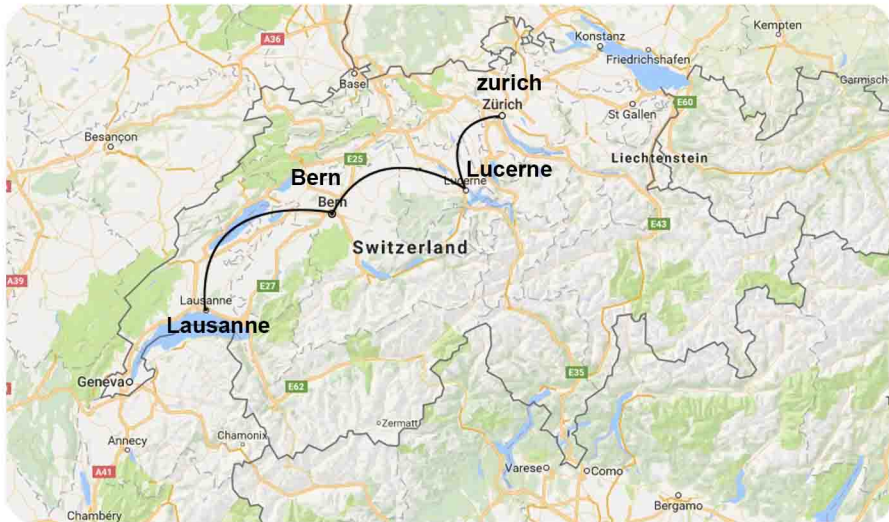 A36
Konstanz
Kempten
Friedrichshafen
Basel
Garmisch-
zurich
Zürich
E60
Besançon
St Gallen
E25
Liechtenstein
Bern
Lucerne
Lucerne
Bern
E43
Switzerland
A39
E27
Lausanne
Lausanne
Geneva
E35
E62
Zermatt
Chamonix
Annecy
Varese
Como
A41
Bergamo
Chambéry